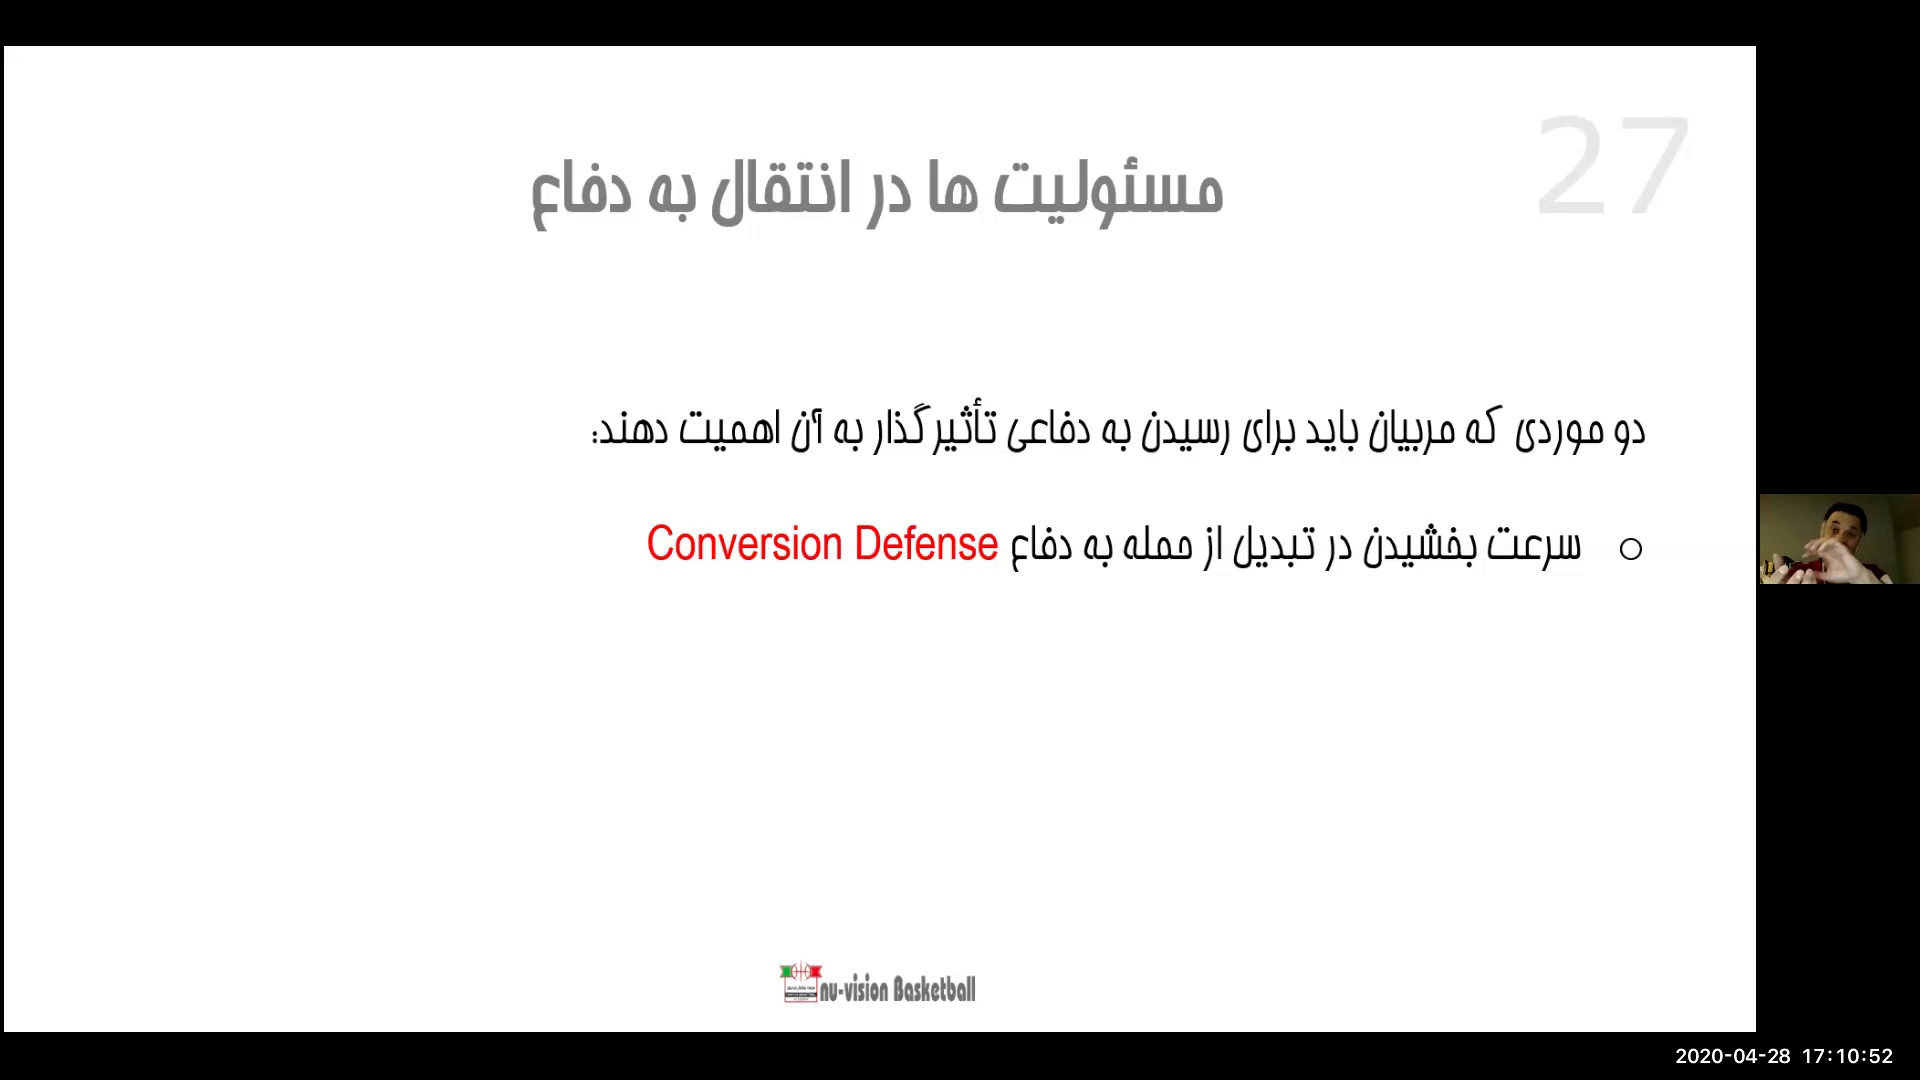 27
مسئولیت ها در انتقال به دفاع
دو موردی که مربیان باید برای رسیدن به دفاعی تأثیرگذار به آن اهمیت دهند:
○ سرعت بخشیدن در تبدیل از حمله به دفاع Conversion Defense
nu-vision Basketball
2020-04-28 17:10:52